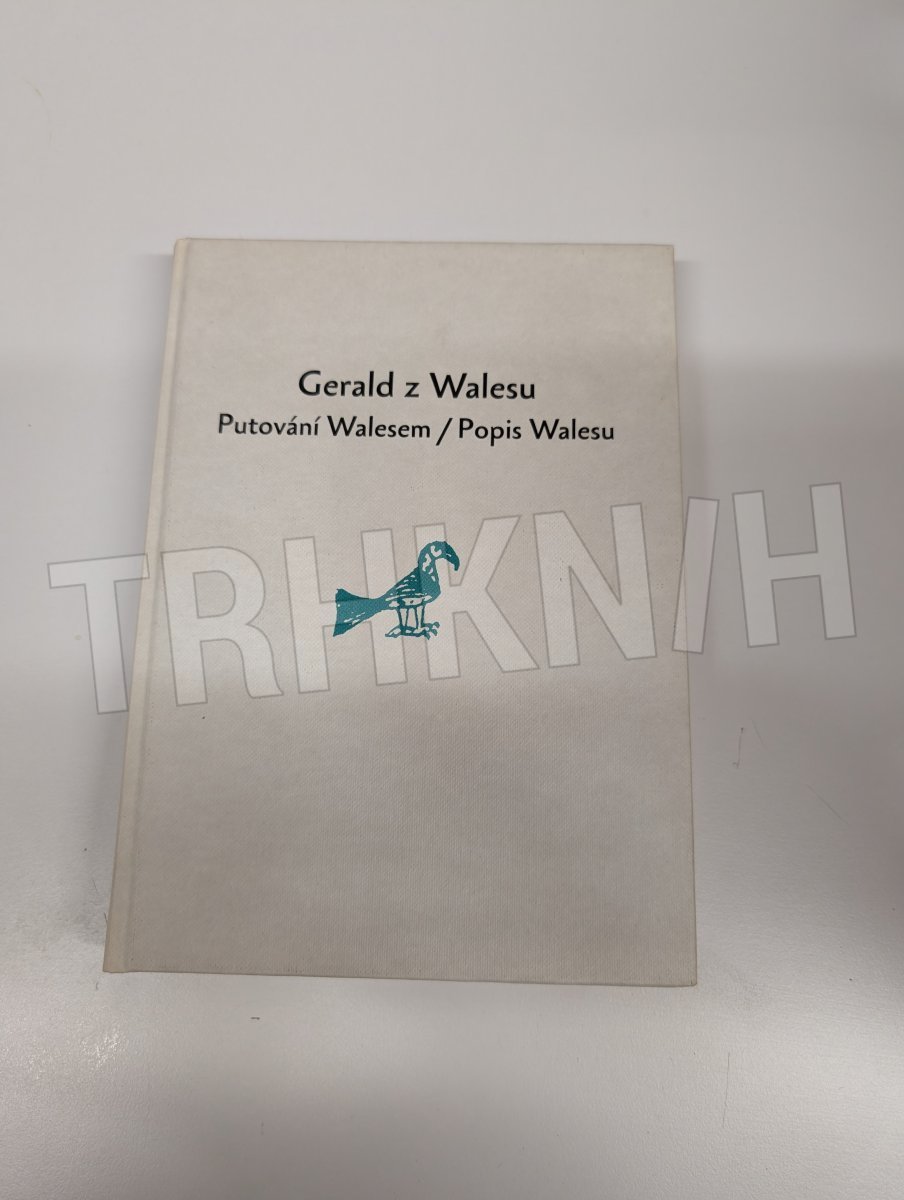 Gerald z Walesu
Putování Walesem / Popis Walesu
TRHKNIH